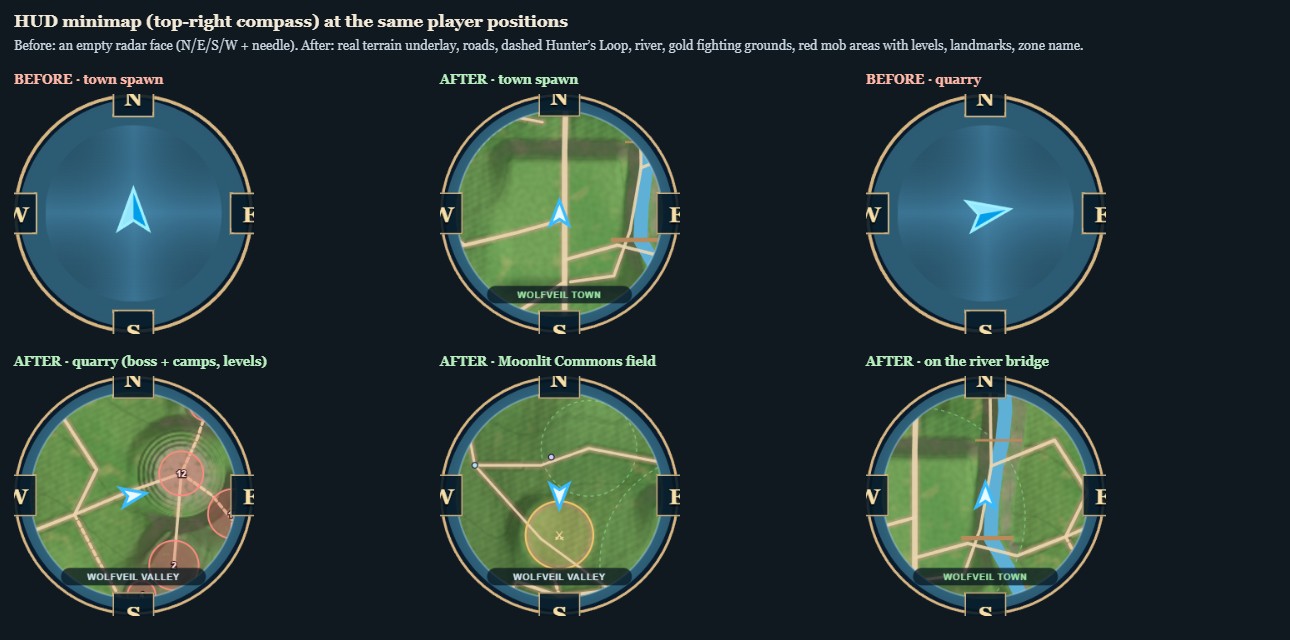 HUD minimap (top-right compass) at the same player positions
Before: an empty radar face (N/E/S/W + needle). After: real terrain underlay, roads, dashed Hunter's Loop, river, gold fighting grounds, red mob areas with levels, landmarks, zone name.
BEFORE - town spawn
AFTER - town spawn
BEFORE - quarry
N
N
N
W
E
W
E
W
E
WOLFVEIL TOWN
S
S
S
AFTER - quarry (boss + camps, levels)
AFTER - Moonlit Commons field
AFTER - on the river bridge
N
N
N
12
W
E
W
E
W
E
WOLFVEIL VALLEY
WOLFVEIL VALLEY
WOLFVEIL TOWN
S
S
S